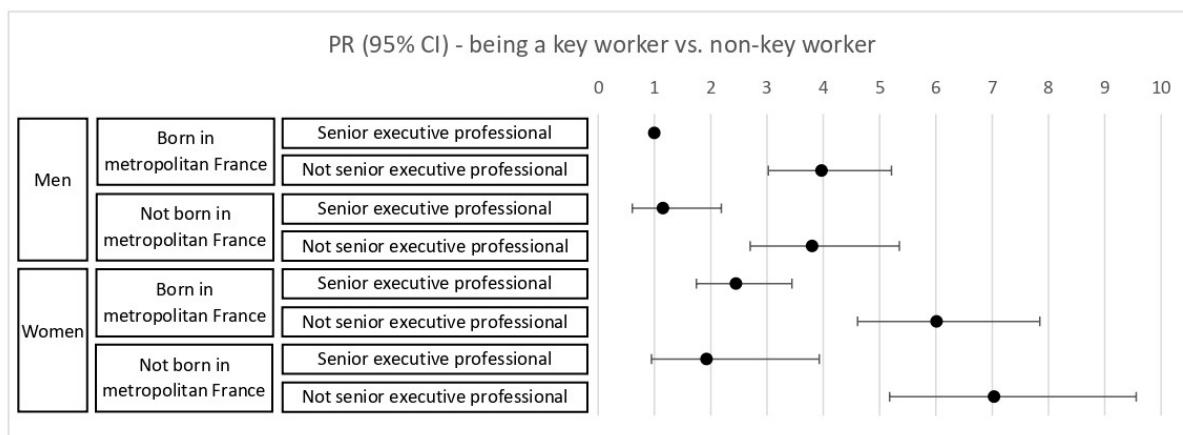 PR (95% CI) - being a key worker vs. non-key worker
0 1 2 3 4 5 6 7 8 9 10
Men
Born in
metropolitan France
Senior executive professional
Not senior executive professional
Not born in
metropolitan France
Senior executive professional
Not senior executive professional
Women
Born in
metropolitan France
Senior executive professional
Not senior executive professional
Not born in
metropolitan France
Senior executive professional
Not senior executive professional